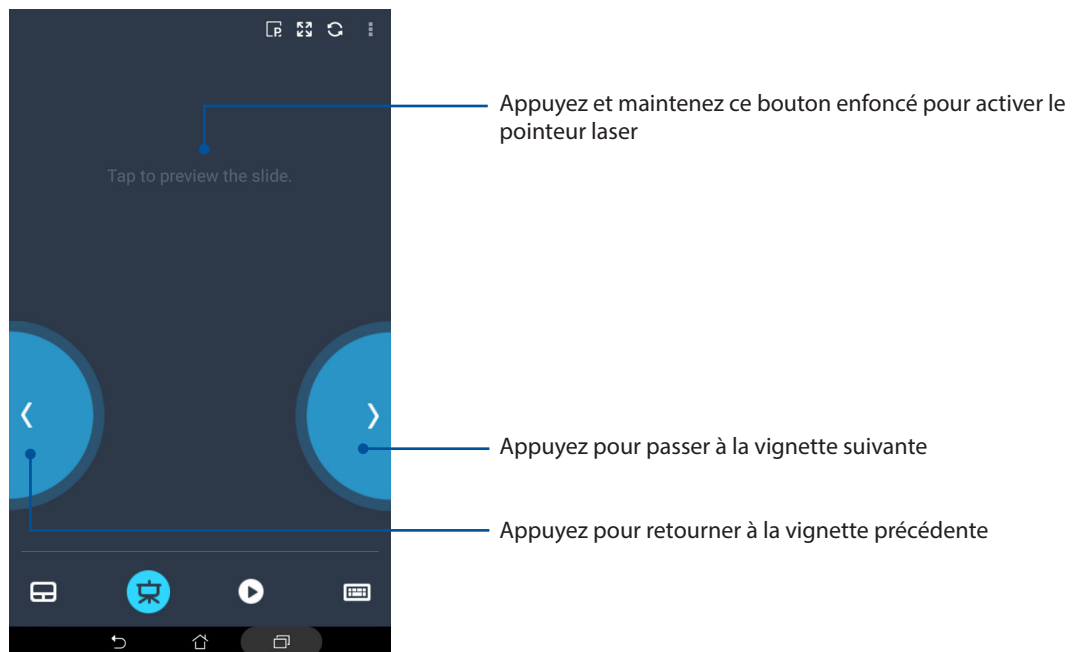 Appuyez et maintenez ce bouton enfoncé pour activer le
pointeur laser
Tap to preview the slide.
Appuyez pour passer à la vignette suivante
Appuyez pour retourner à la vignette précédente